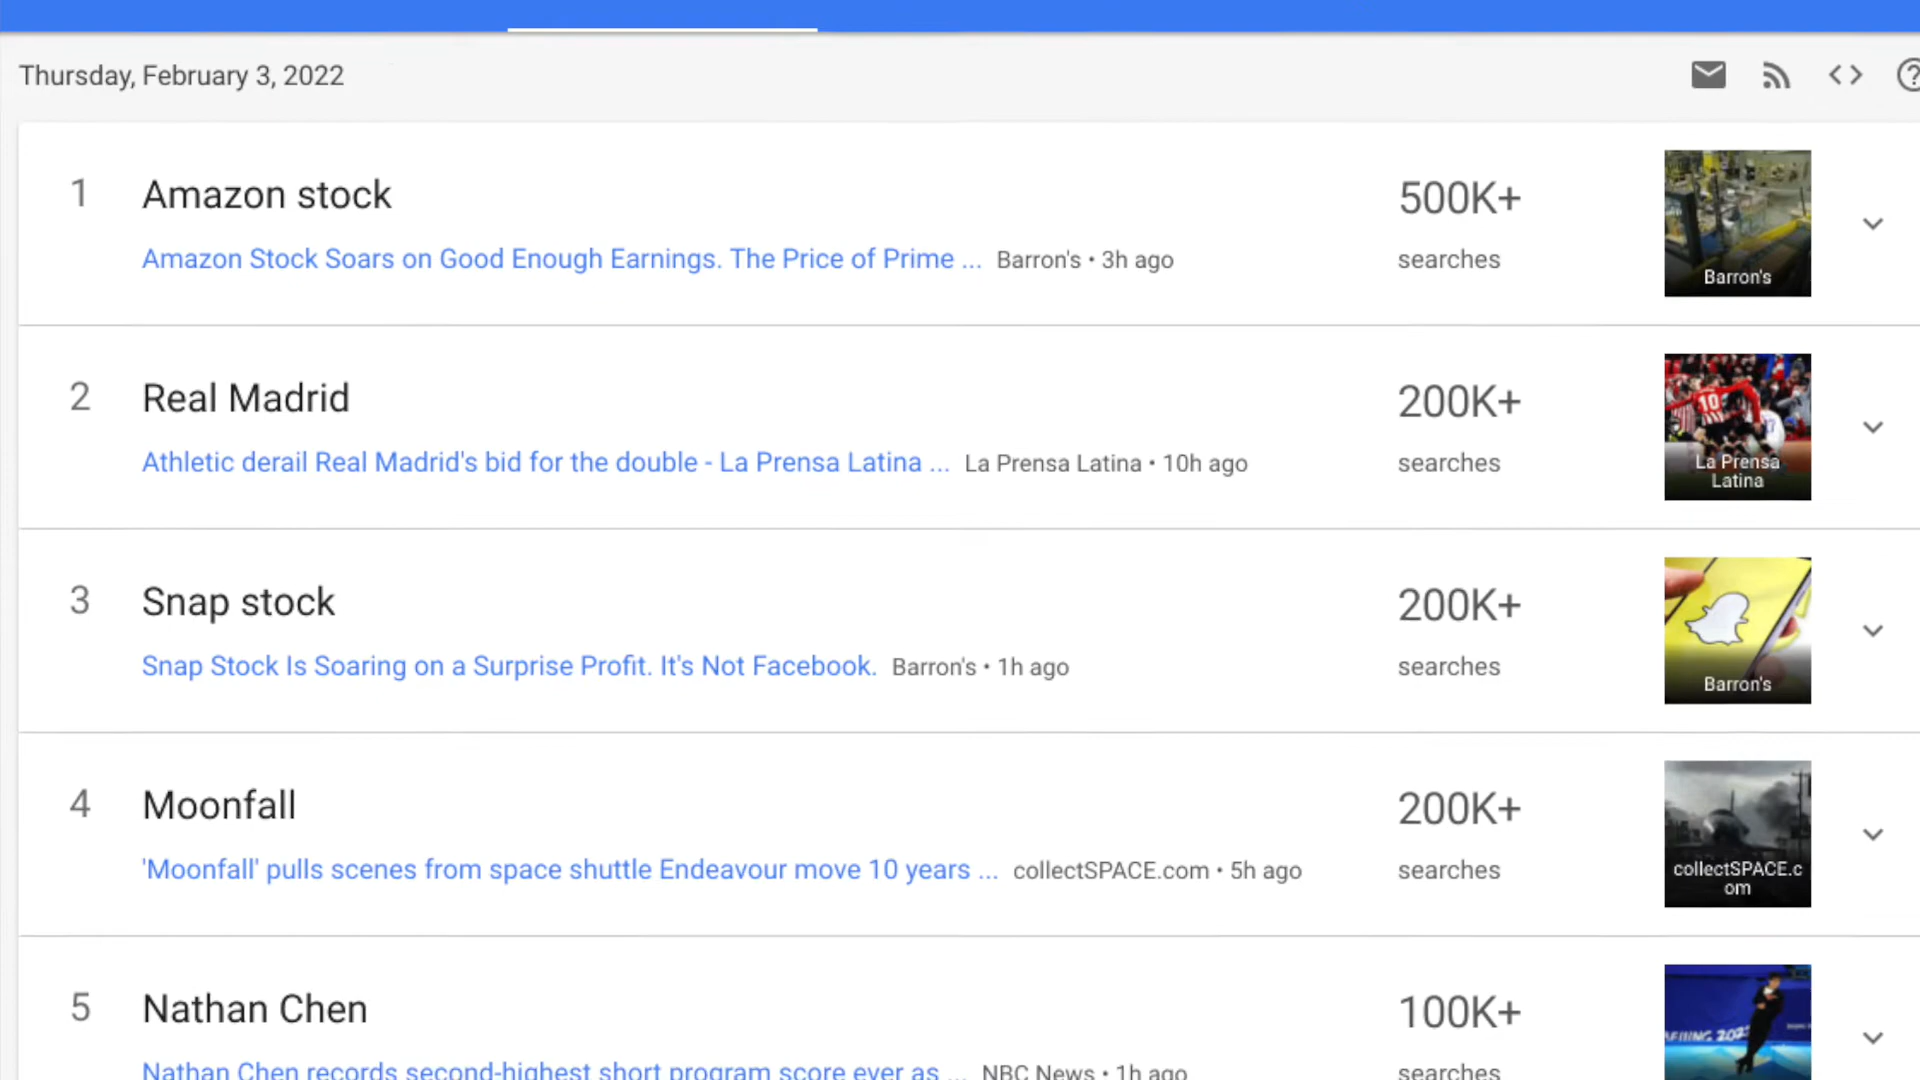 Thursday, February 3, 2022
1 Amazon stock 500K+
Amazon Stock Soars on Good Enough Earnings. The Price of Prime ... Barron's • 3h ago searches
Barron's
2 Real Madrid 200K+
Athletic derail Real Madrid's bid for the double - La Prensa Latina ... La Prensa Latina • 10h ago searches
10
La Prensa
Latina
3 Snap stock 200K+
Snap Stock Is Soaring on a Surprise Profit. It's Not Facebook. Barron's • 1h ago searches
Barron's
4 Moonfall 200K+
'Moonfall' pulls scenes from space shuttle Endeavour move 10 years ... collectSPACE.com • 5h ago searches
collectSPACE.c
om
5 Nathan Chen 100K+
Nathan Chen records second-highest short program score ever as ... NBC News • 1h ago searches